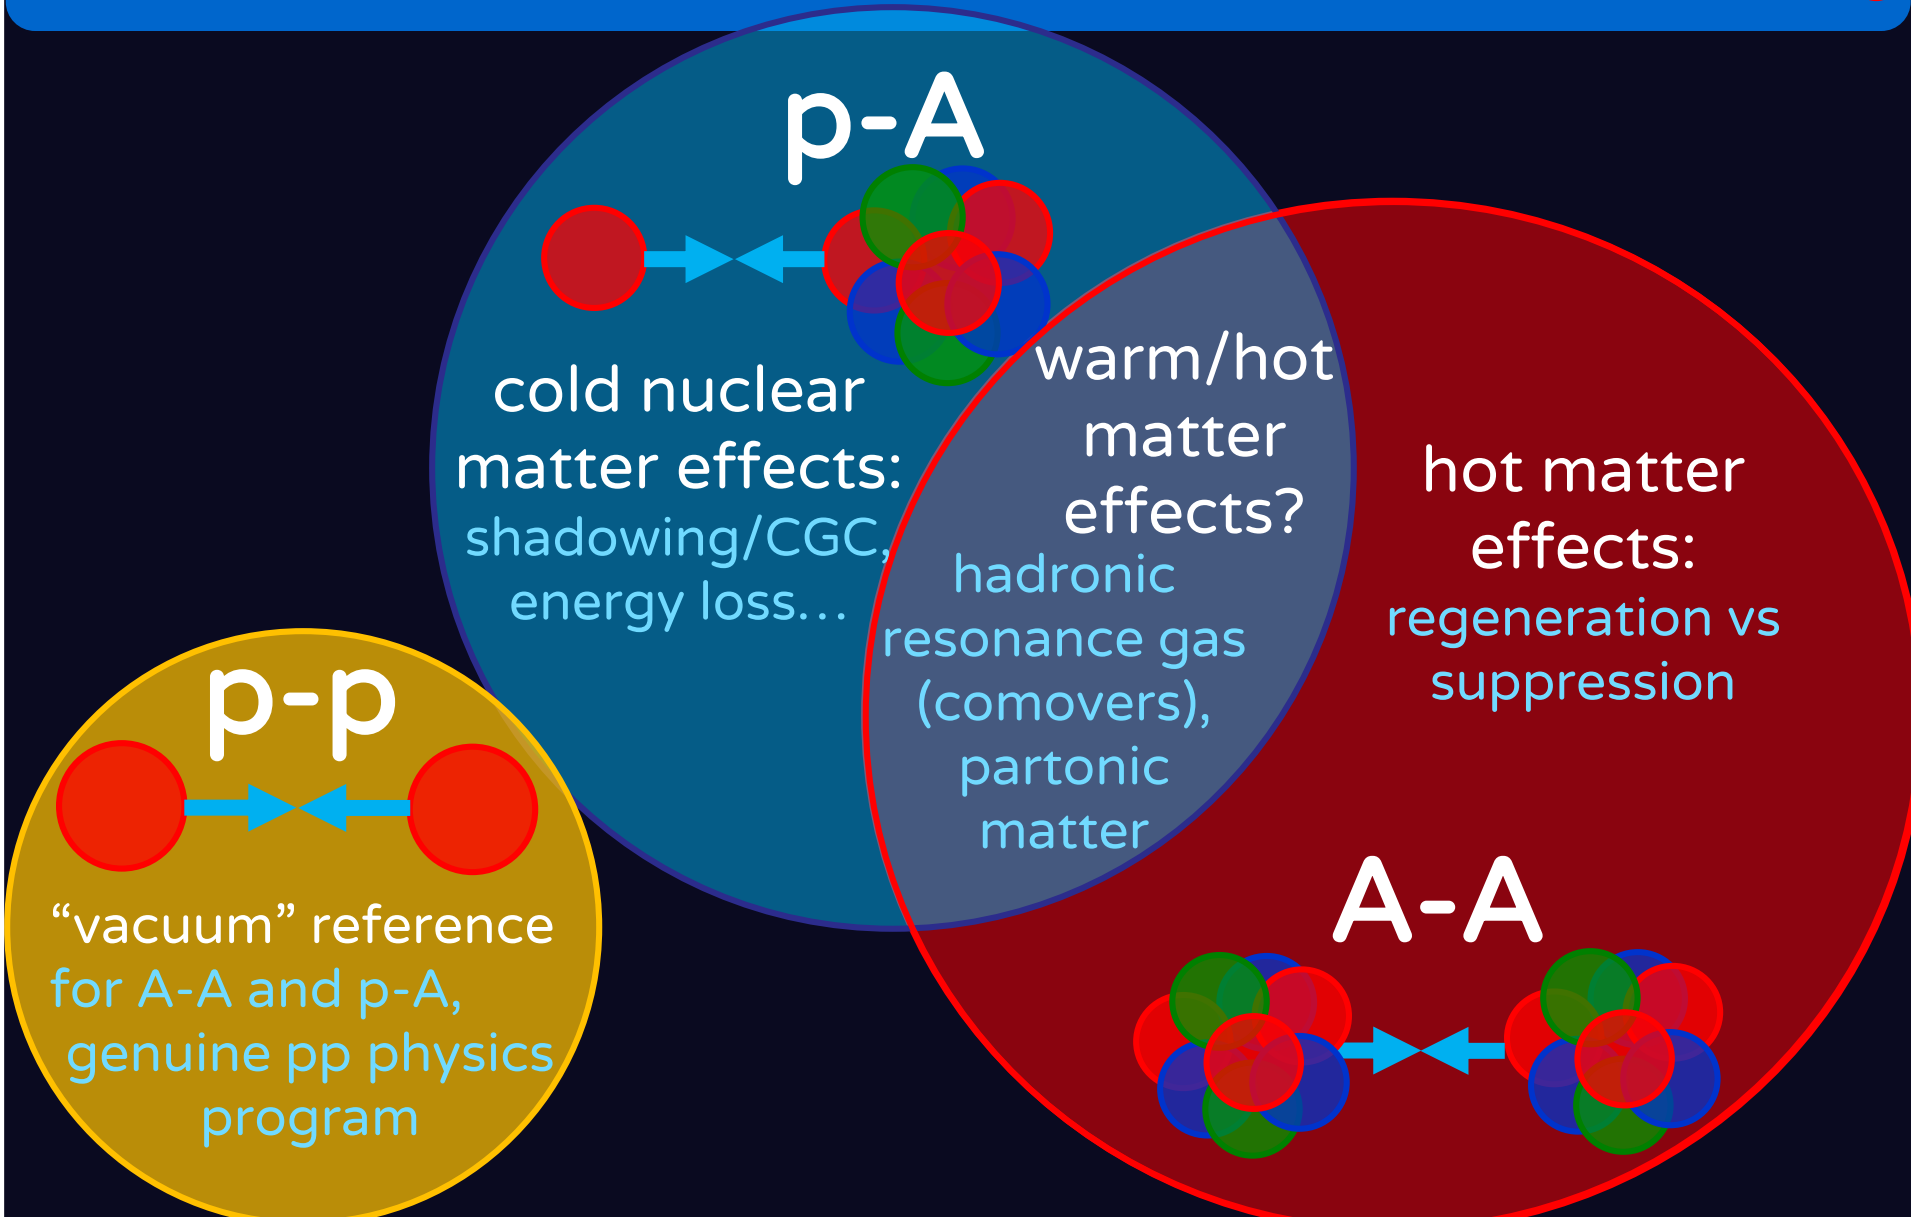 p-A
cold nuclear
matter effects:
shadowing/CGC,
energy loss…
warm/hot
matter
effects?
hadronic
resonance gas
(comovers),
partonic
matter
hot matter
effects:
regeneration vs
suppression
A-A
p-p
“vacuum” reference
for A-A and p-A,
genuine pp physics
program